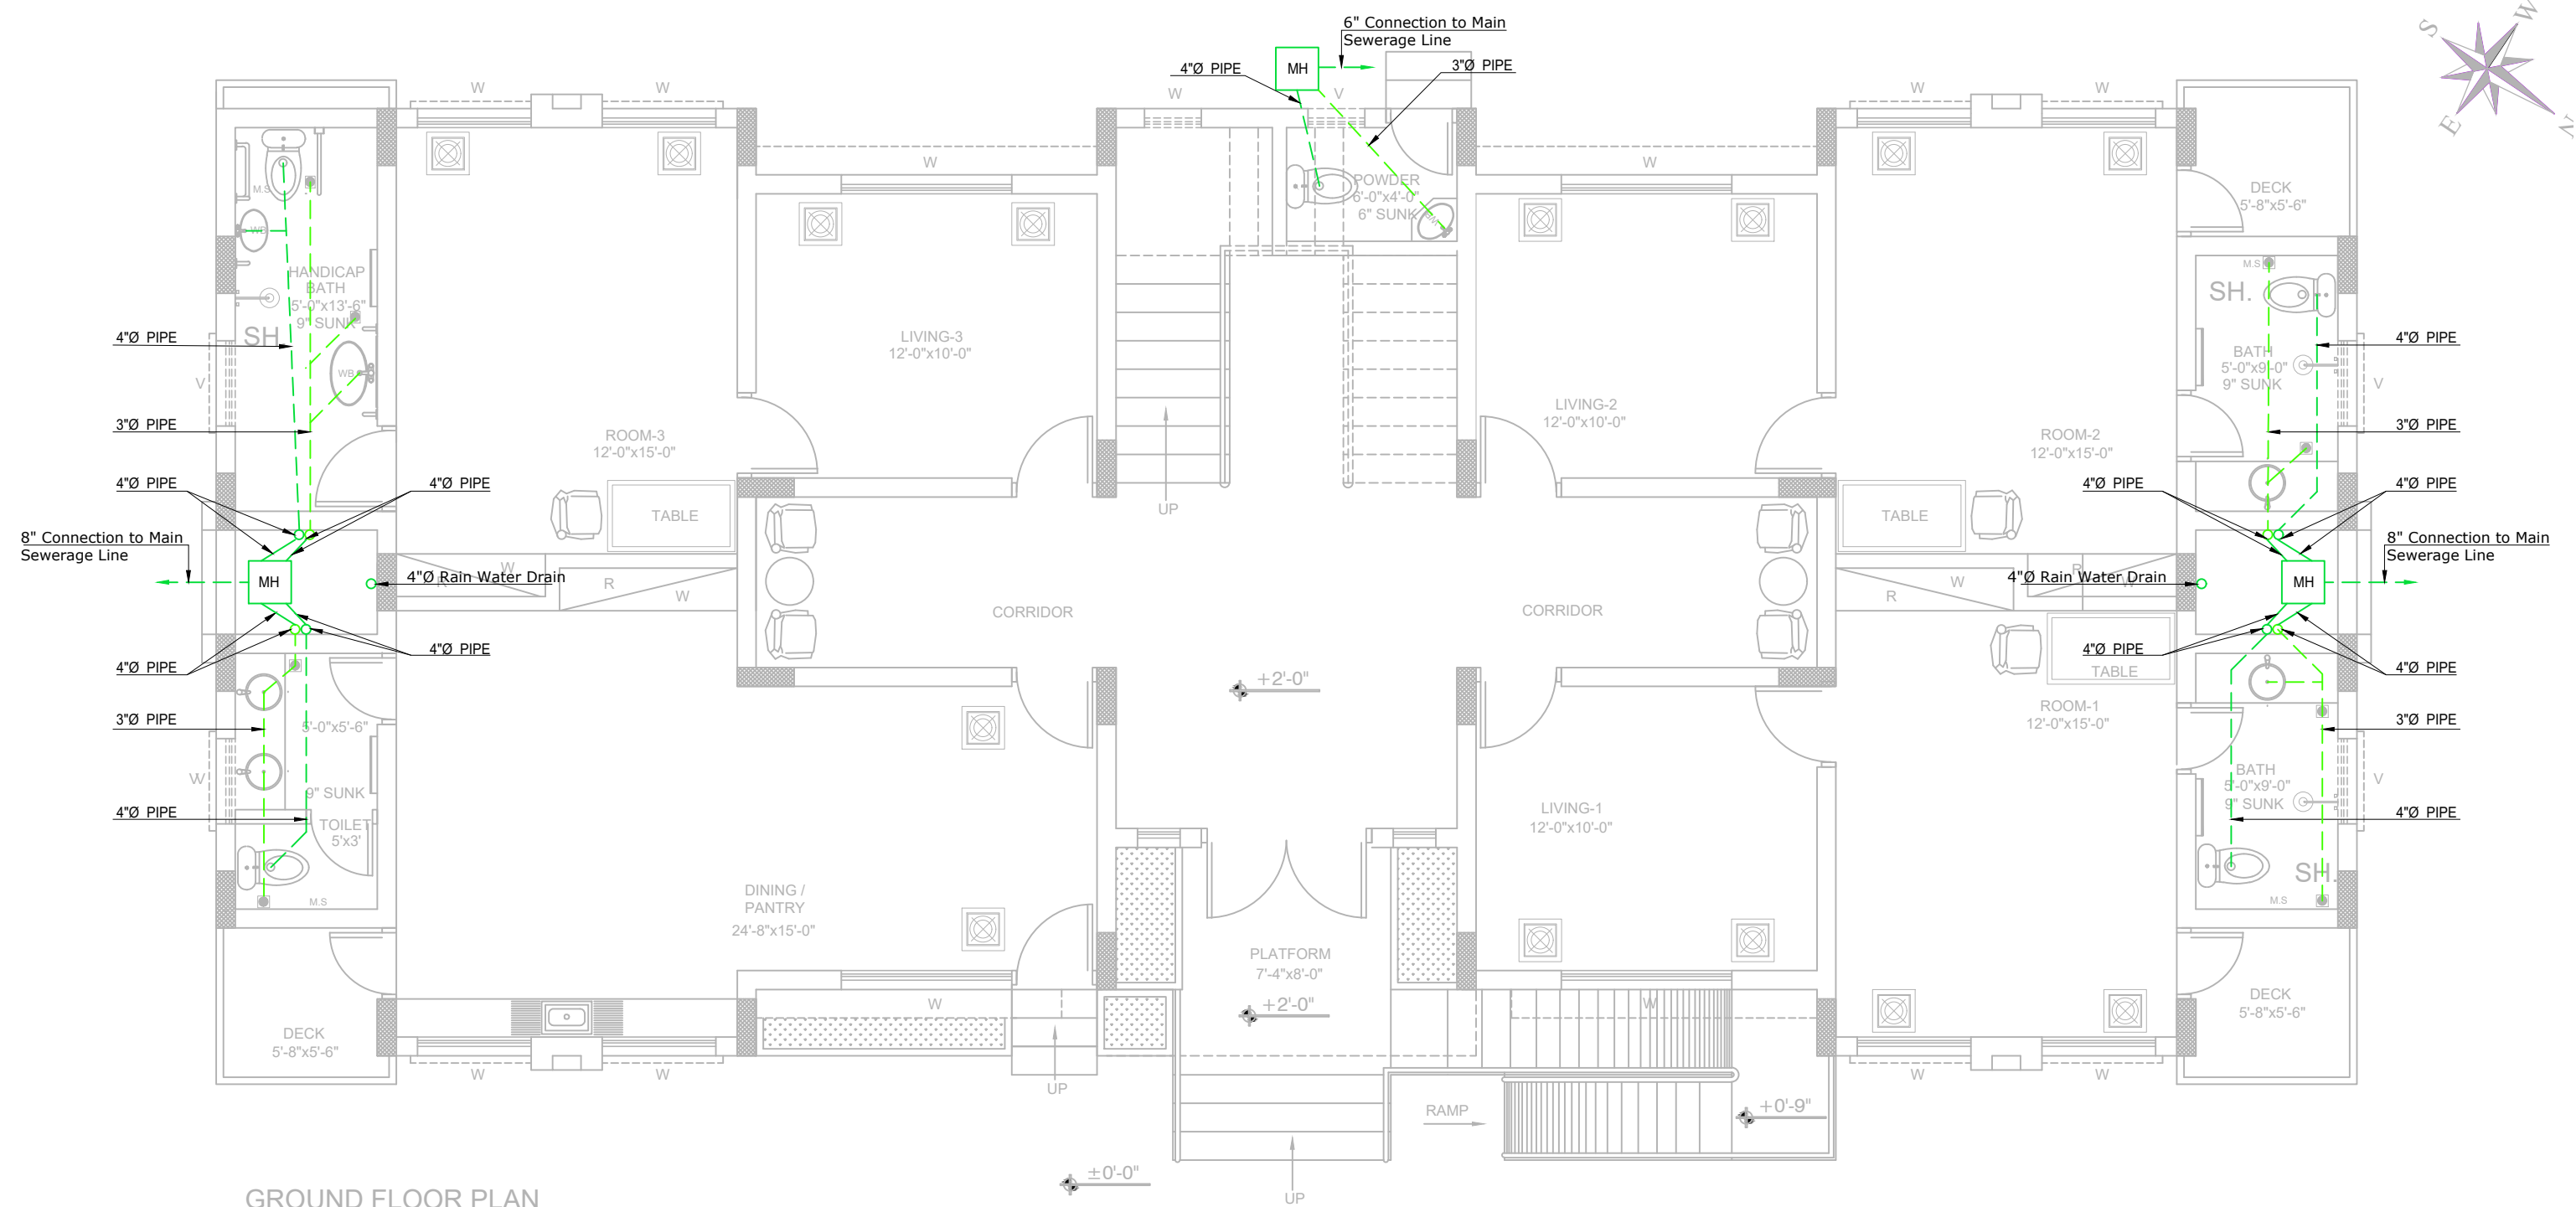 6" Connection to Main
Sewerage Line
4"Ø PIPE
MH
3"Ø PIPE
S
W
E
N
W
W
W
V
W
W
W
W
M.S
WB
HANDICAP
BATH
5'-0"x13'-6"
9" SUNK
SH
WB
V
4"Ø PIPE
3"Ø PIPE
4"Ø PIPE
4"Ø PIPE
8" Connection to Main
Sewerage Line
MH
4"Ø Rain Water Drain
4"Ø PIPE
4"Ø PIPE
3"Ø PIPE
4"Ø PIPE
ROOM-3
12'-0"x15'-0"
TABLE
R
W
R
W
LIVING-3
12'-0"x10'-0"
UP
POWDER
6'-0"x4'-0"
6" SUNK
WB
LIVING-2
12'-0"x10'-0"
ROOM-2
12'-0"x15'-0"
TABLE
DECK
5'-8"x5'-6"
M.S
SH.
BATH
5'-0"x9'-0"
9" SUNK
V
4"Ø PIPE
3"Ø PIPE
4"Ø PIPE
4"Ø PIPE
8" Connection to Main
Sewerage Line
MH
4"Ø Rain Water Drain
W
R
R
W
4"Ø PIPE
4"Ø PIPE
3"Ø PIPE
4"Ø PIPE
CORRIDOR
CORRIDOR
+2'-0"
TABLE
ROOM-1
12'-0"x15'-0"
5'-0"x5'-6"
9" SUNK
W
TOILET
5'x3'
M.S
BATH
5'-0"x9'-0"
9" SUNK
V
SH.
M.S
LIVING-1
12'-0"x10'-0"
DINING /
PANTRY
24'-8"x15'-0"
PLATFORM
7'-4"x8'-0"
+2'-0"
W
W
DECK
5'-8"x5'-6"
DECK
5'-8"x5'-6"
W
W
UP
W
W
RAMP
+0'-9"
±0'-0"
UP
GROUND FLOOR PLAN